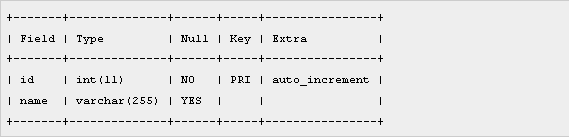 +-------+--------------+------+-----+----------------+
| Field | Type         | Null | Key | Extra          |
+-------+--------------+------+-----+----------------+
| id    | int(11)      | NO   | PRI | auto_increment |
| name  | varchar(255) | YES  |     |                |
+-------+--------------+------+-----+----------------+